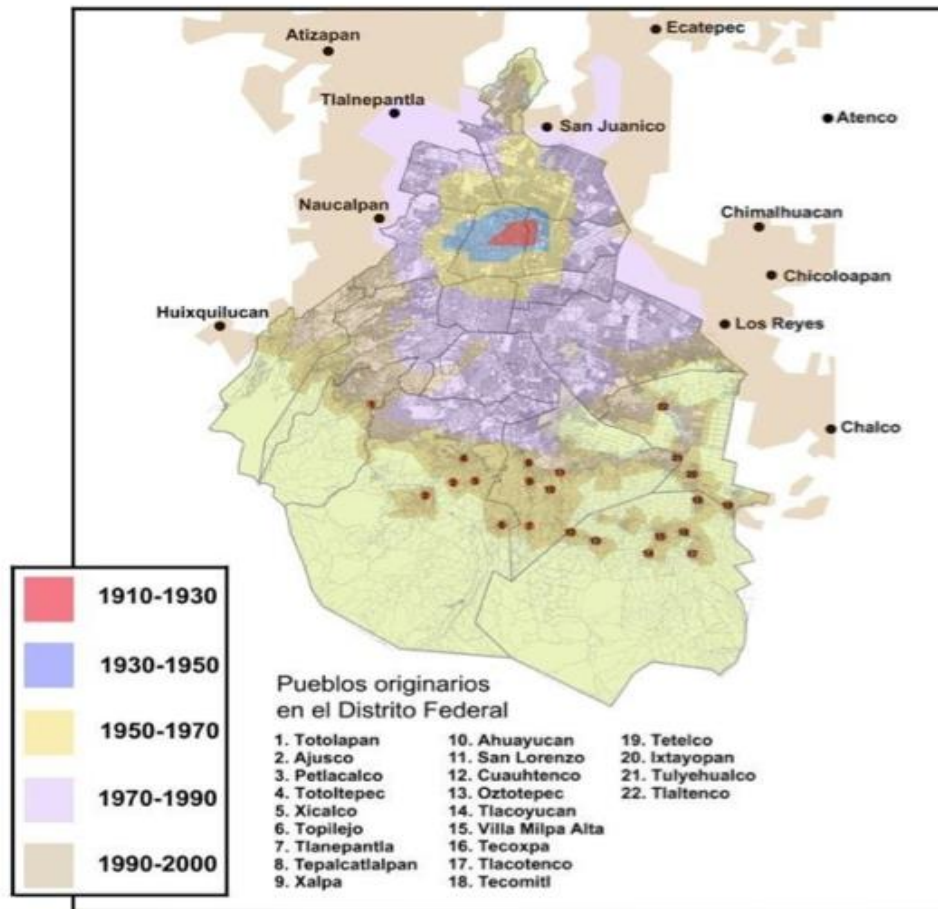 Atizapan
Ecatepec
Tlalnepantla
San Juanico
Atenco
Naucalpan
Chimalhuacan
Chicoloapan
Huixquilucan
Los Reyes
Chalco
1910-1930
1930-1950
1950-1970
1970-1990
1990-2000
Pueblos originarios
en el Distrito Federal
1. Totolapan
2. Ajusco
3. Petlacalco
4. Totoltepec
5. Xicalco
6. Topilejo
7. Tlanepantla
8. Tepalcatlalpan
9. Xalpa
10. Ahuayucan
11. San Lorenzo
12. Cuauhtenco
13. Oztotepec
14. Tlacoyucan
15. Villa Milpa Alta
16. Tecoxpa
17. Tlacotenco
18. Tecomitl
19. Tetelco
20. Ixtayopan
21. Tulyehualco
22. Tlaltenco